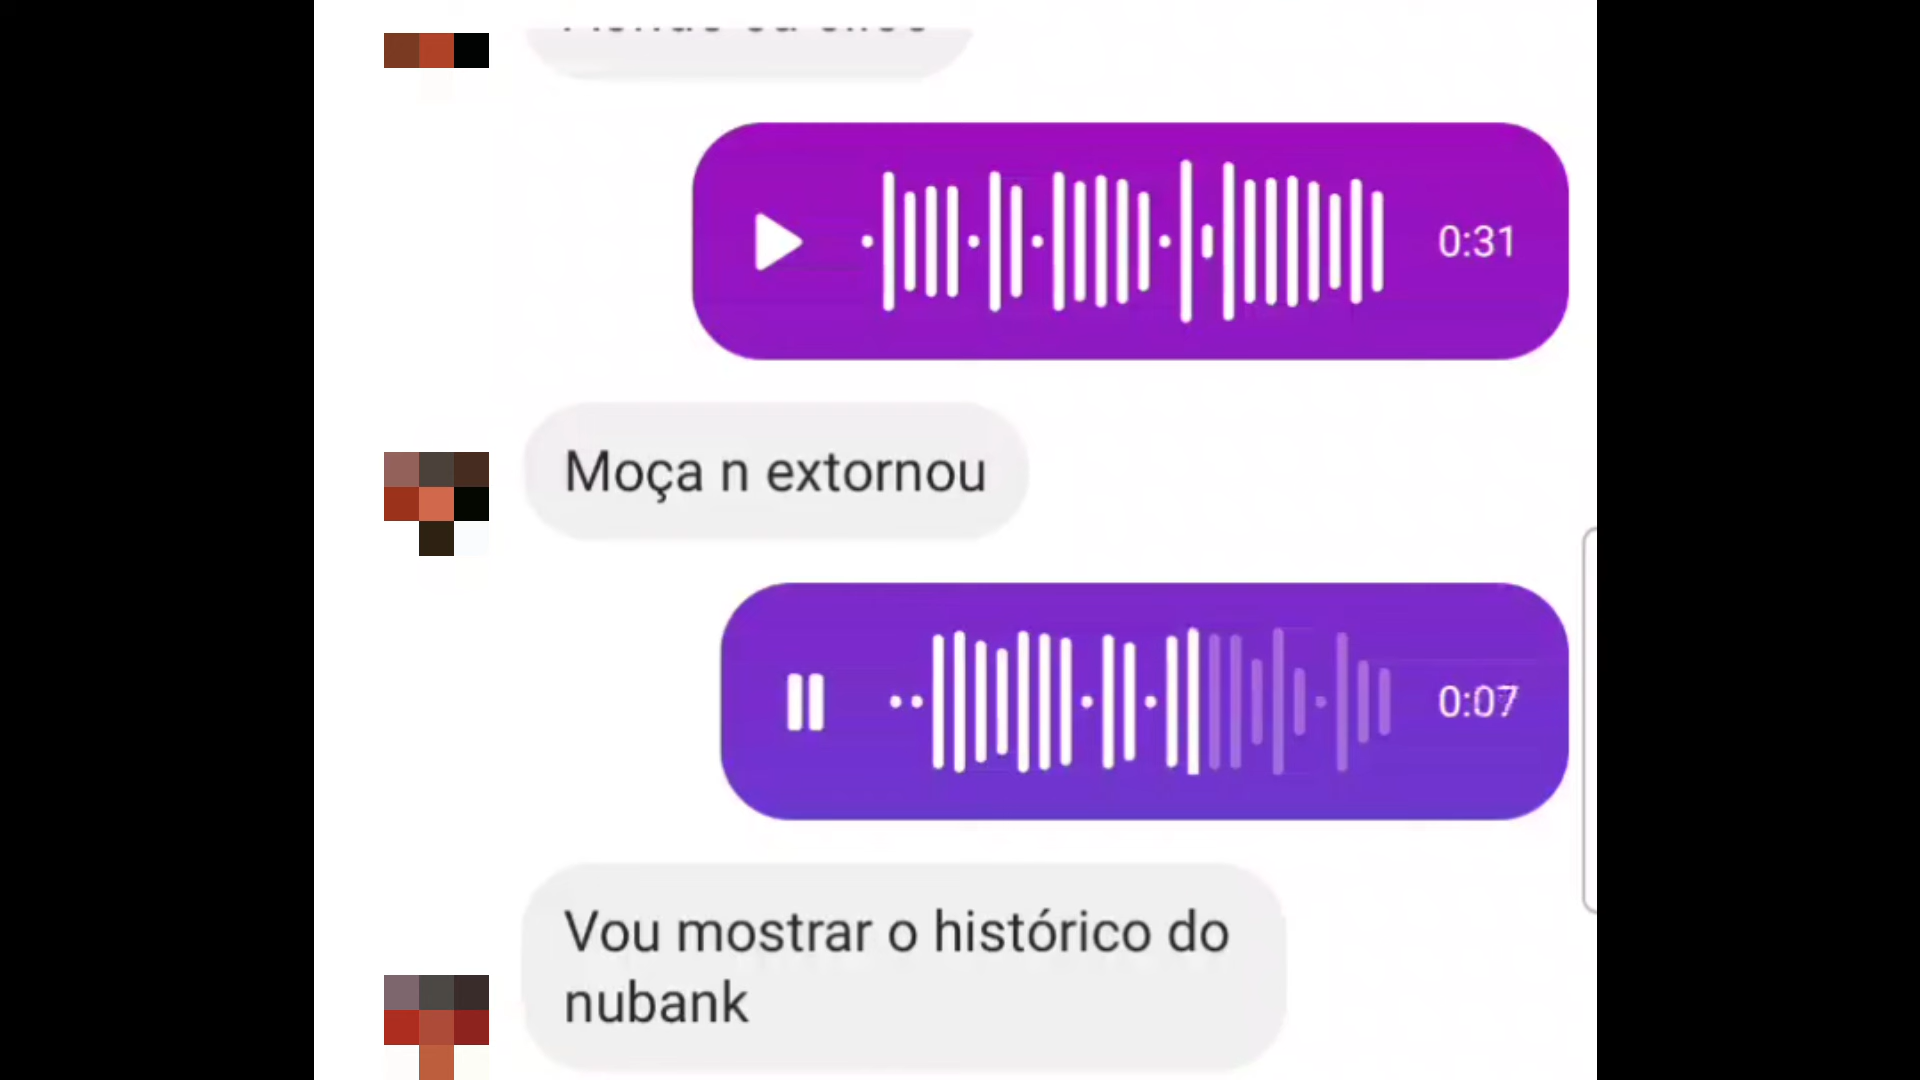 0:31
Moça n extornou
0:07
Vou mostrar o histórico do
nubank